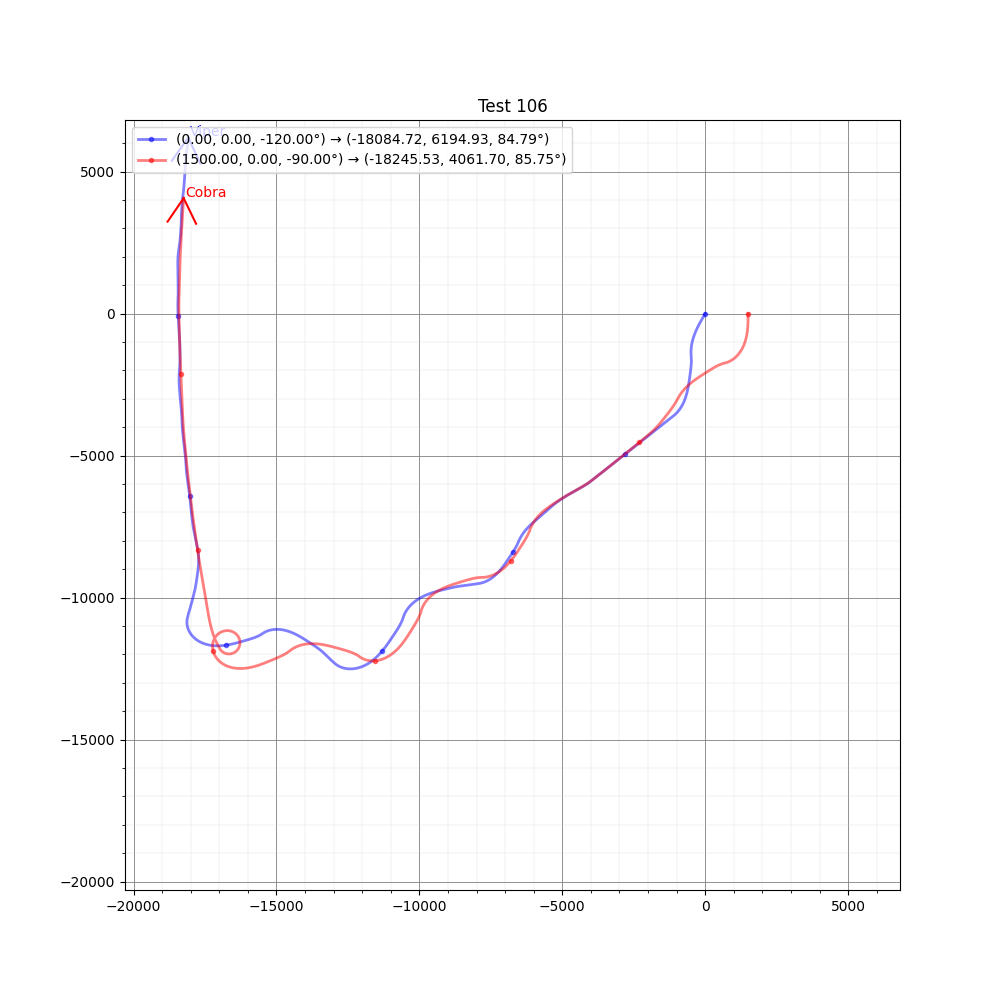 Test 106
Viper
(0.00, 0.00, -120.00°) → (-18084.72, 6194.93, 84.79°)
(1500.00, 0.00, -90.00°) → (-18245.53, 4061.70, 85.75°)
Cobra
5000
0
−5000
−10000
−15000
−20000
−20000 −15000 −10000 −5000 0 5000